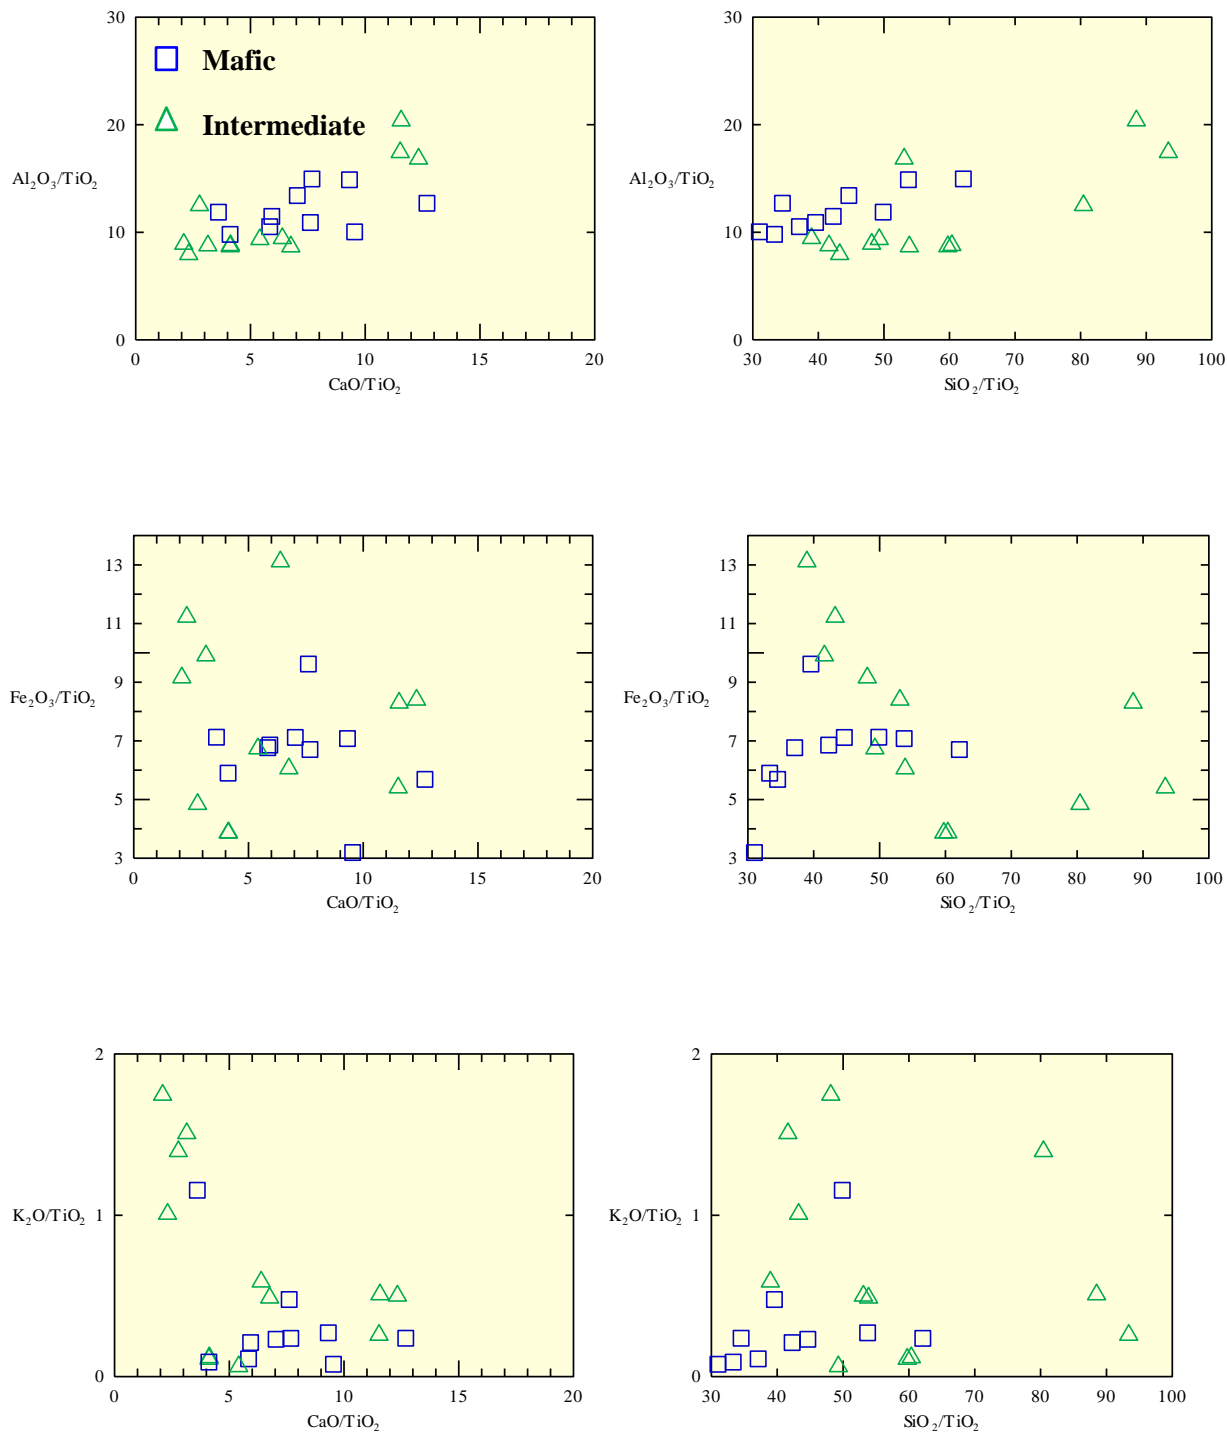 30
20
10
0
Al₂O₃/TiO₂
Mafic
Intermediate
0 5 10 15 20
CaO/TiO₂
30
20
10
0
Al₂O₃/TiO₂
30 40 50 60 70 80 90 100
SiO₂/TiO₂
13
11
9
7
5
3
Fe₂O₃/TiO₂
0 5 10 15 20
CaO/TiO₂
13
11
9
7
5
3
Fe₂O₃/TiO₂
30 40 50 60 70 80 90 100
SiO₂/TiO₂
2
1
0
K₂O/TiO₂
0 5 10 15 20
CaO/TiO₂
2
1
0
K₂O/TiO₂
30 40 50 60 70 80 90 100
SiO₂/TiO₂